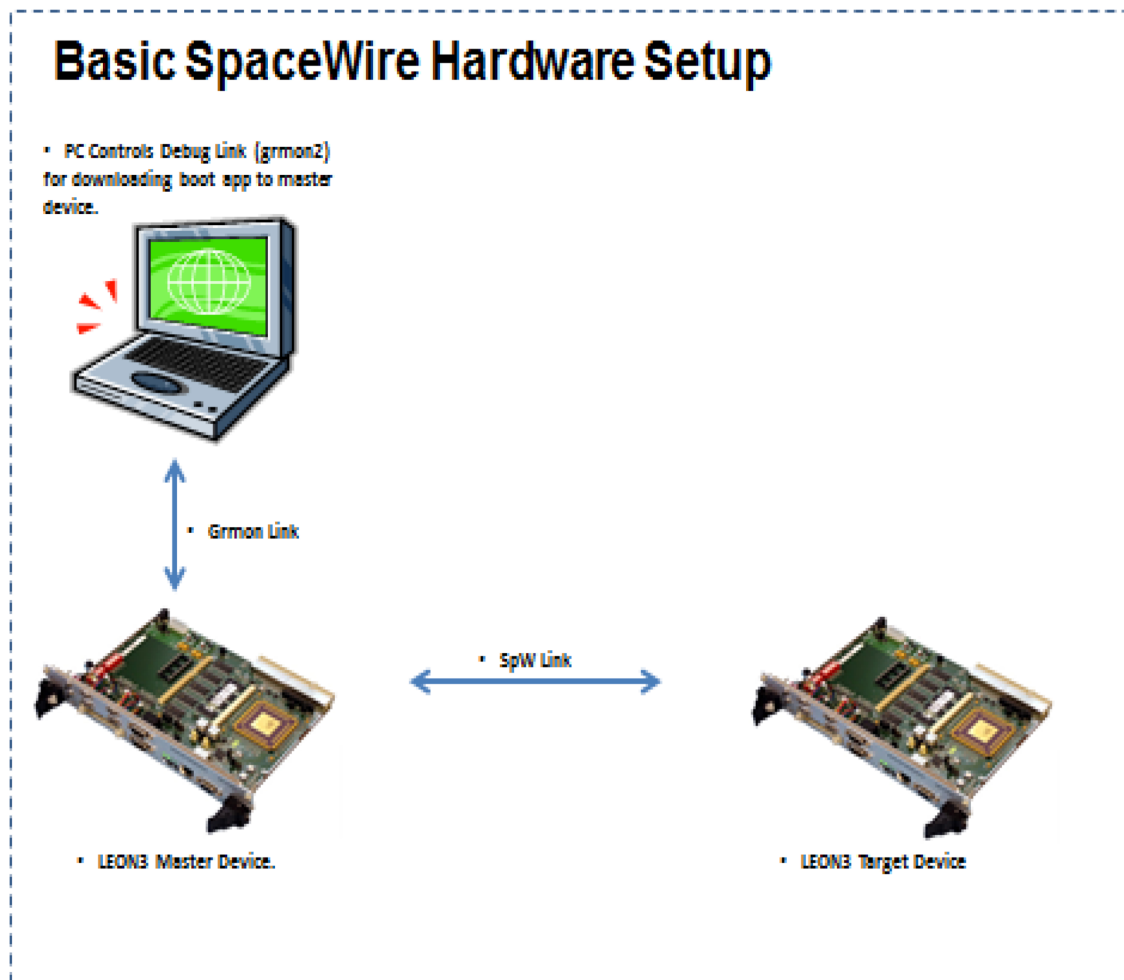 Basic SpaceWire Hardware Setup
• PC Controls Debug Link (grmon2)
for downloading boot app to master
device.
• Grmon Link
• SpW Link
• LEON3 Master Device.
• LEON3 Target Device